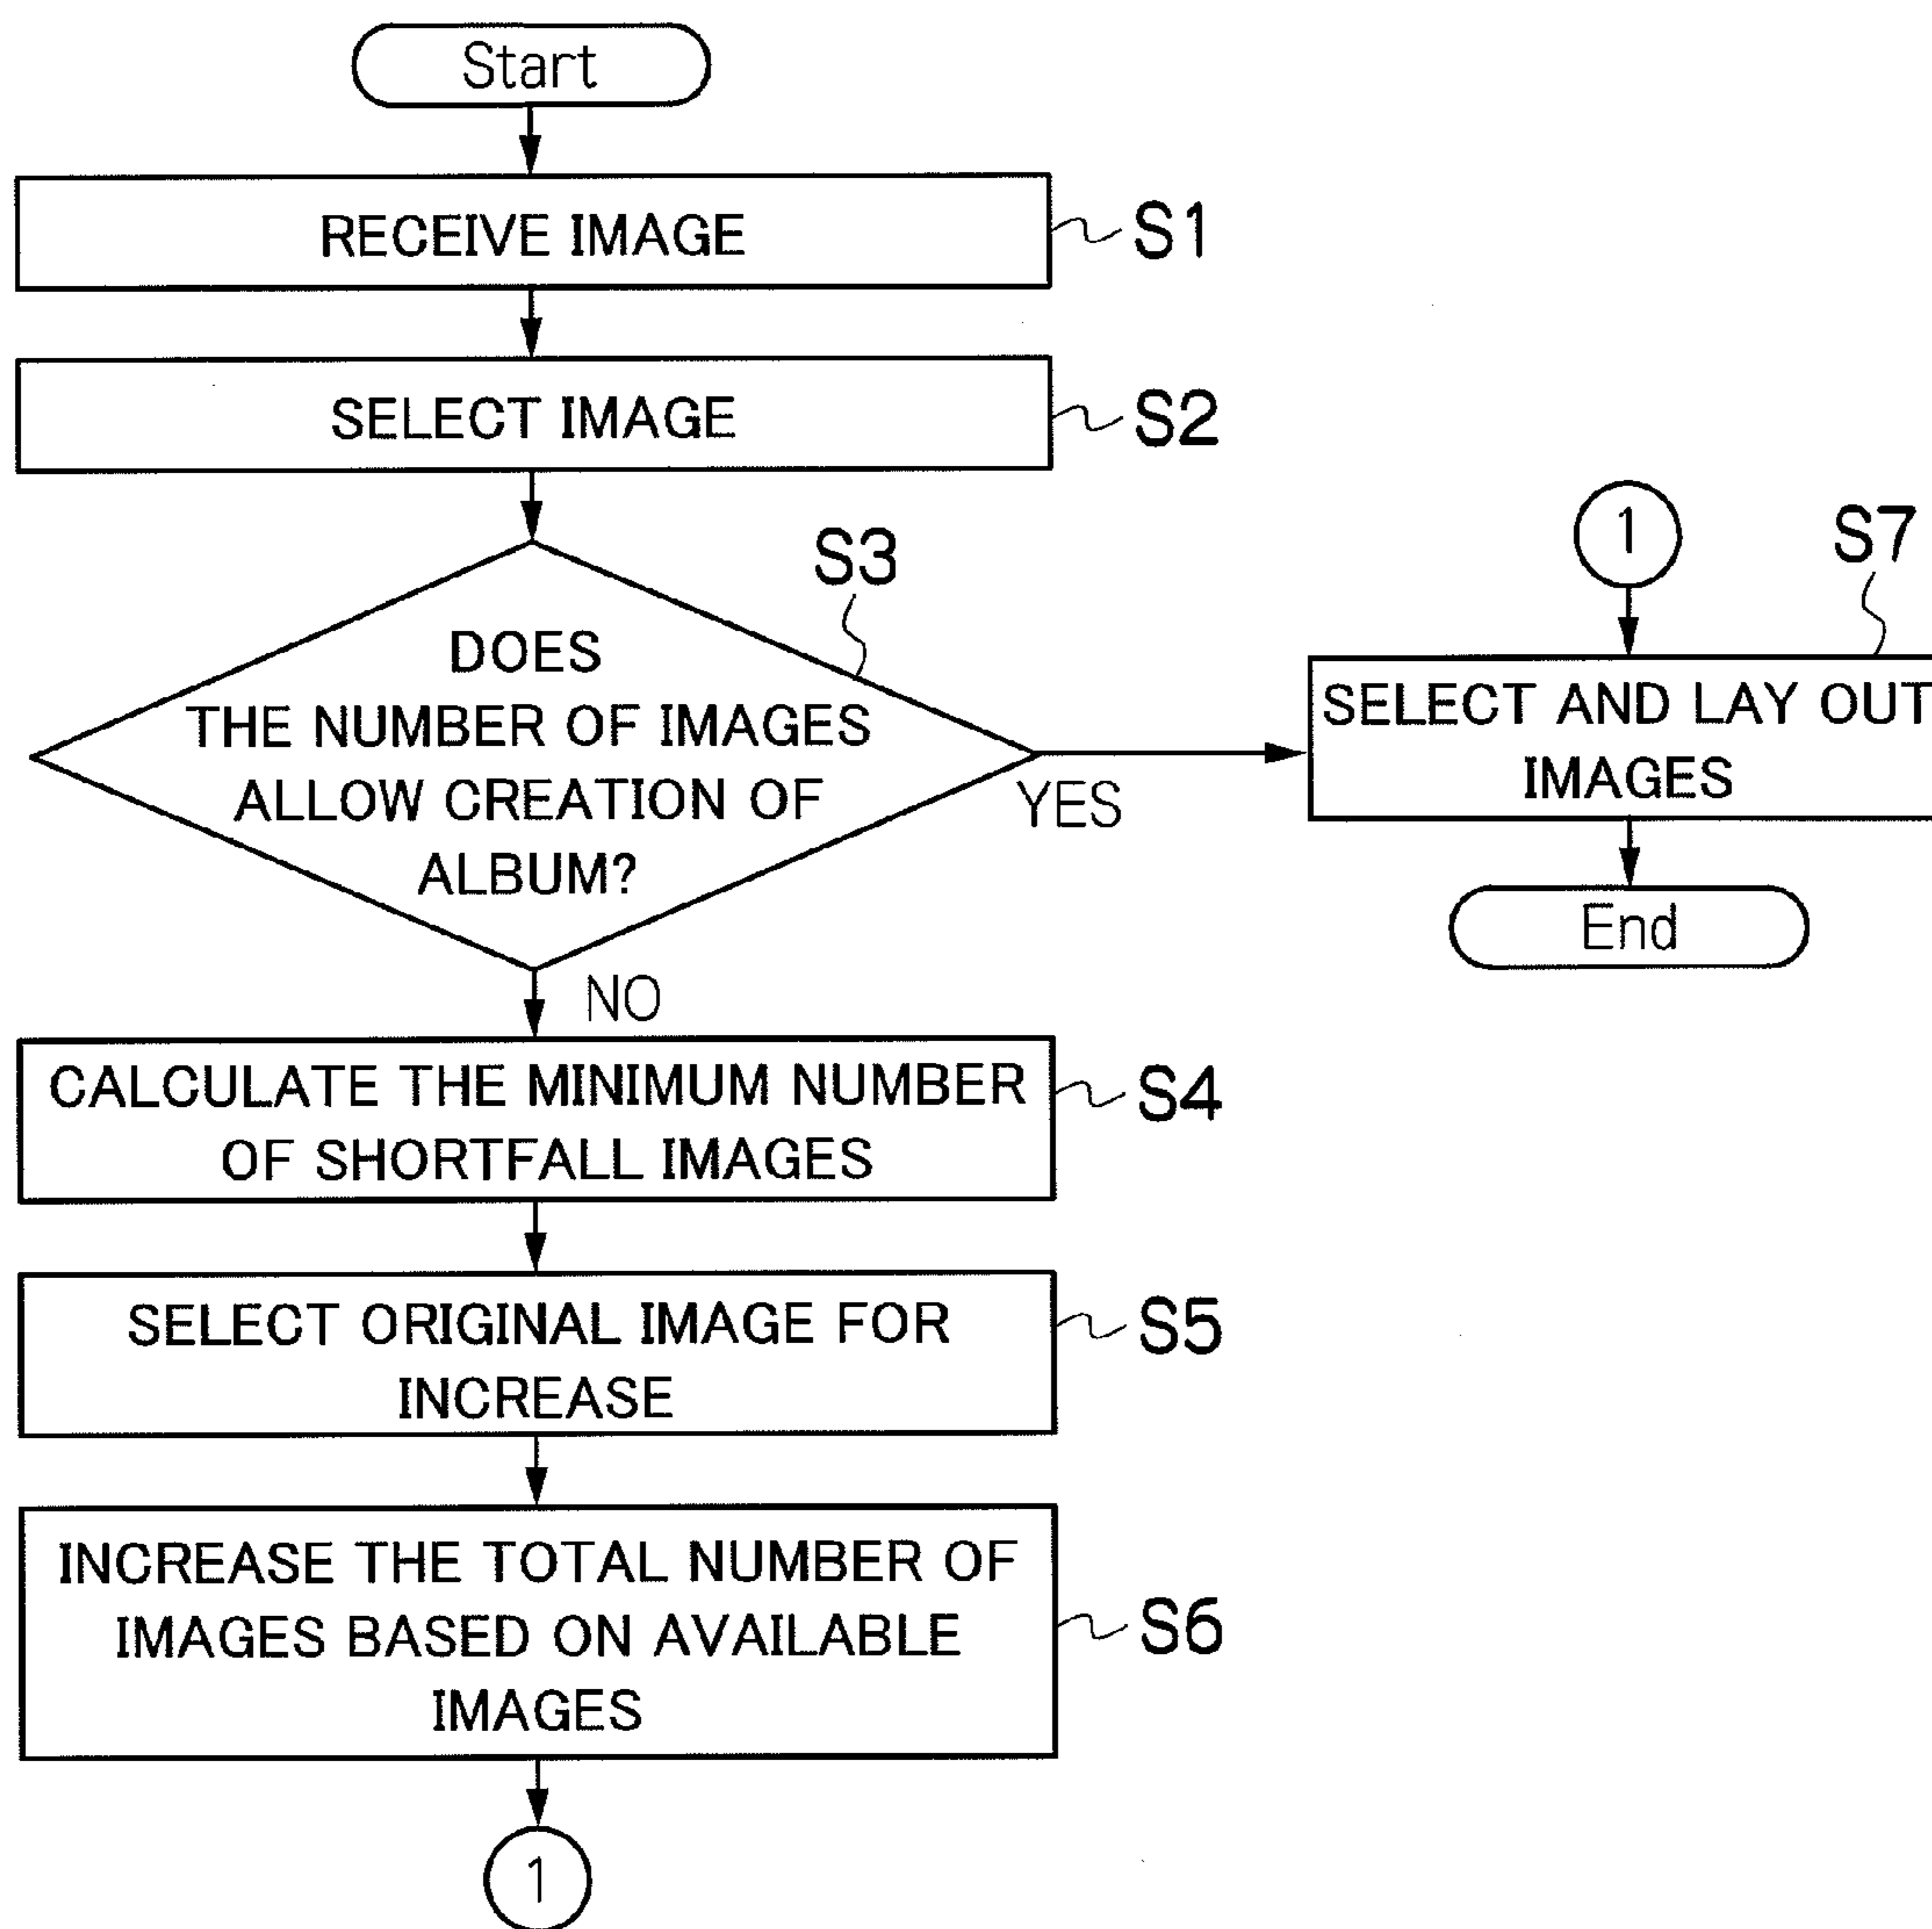 Start
RECEIVE IMAGE
S1
SELECT IMAGE
S2
S3
DOES
THE NUMBER OF IMAGES
ALLOW CREATION OF
ALBUM?
YES
NO
CALCULATE THE MINIMUM NUMBER
OF SHORTFALL IMAGES
S4
SELECT ORIGINAL IMAGE FOR
INCREASE
S5
INCREASE THE TOTAL NUMBER OF
IMAGES BASED ON AVAILABLE
IMAGES
S6
1
1
S7
SELECT AND LAY OUT
IMAGES
End